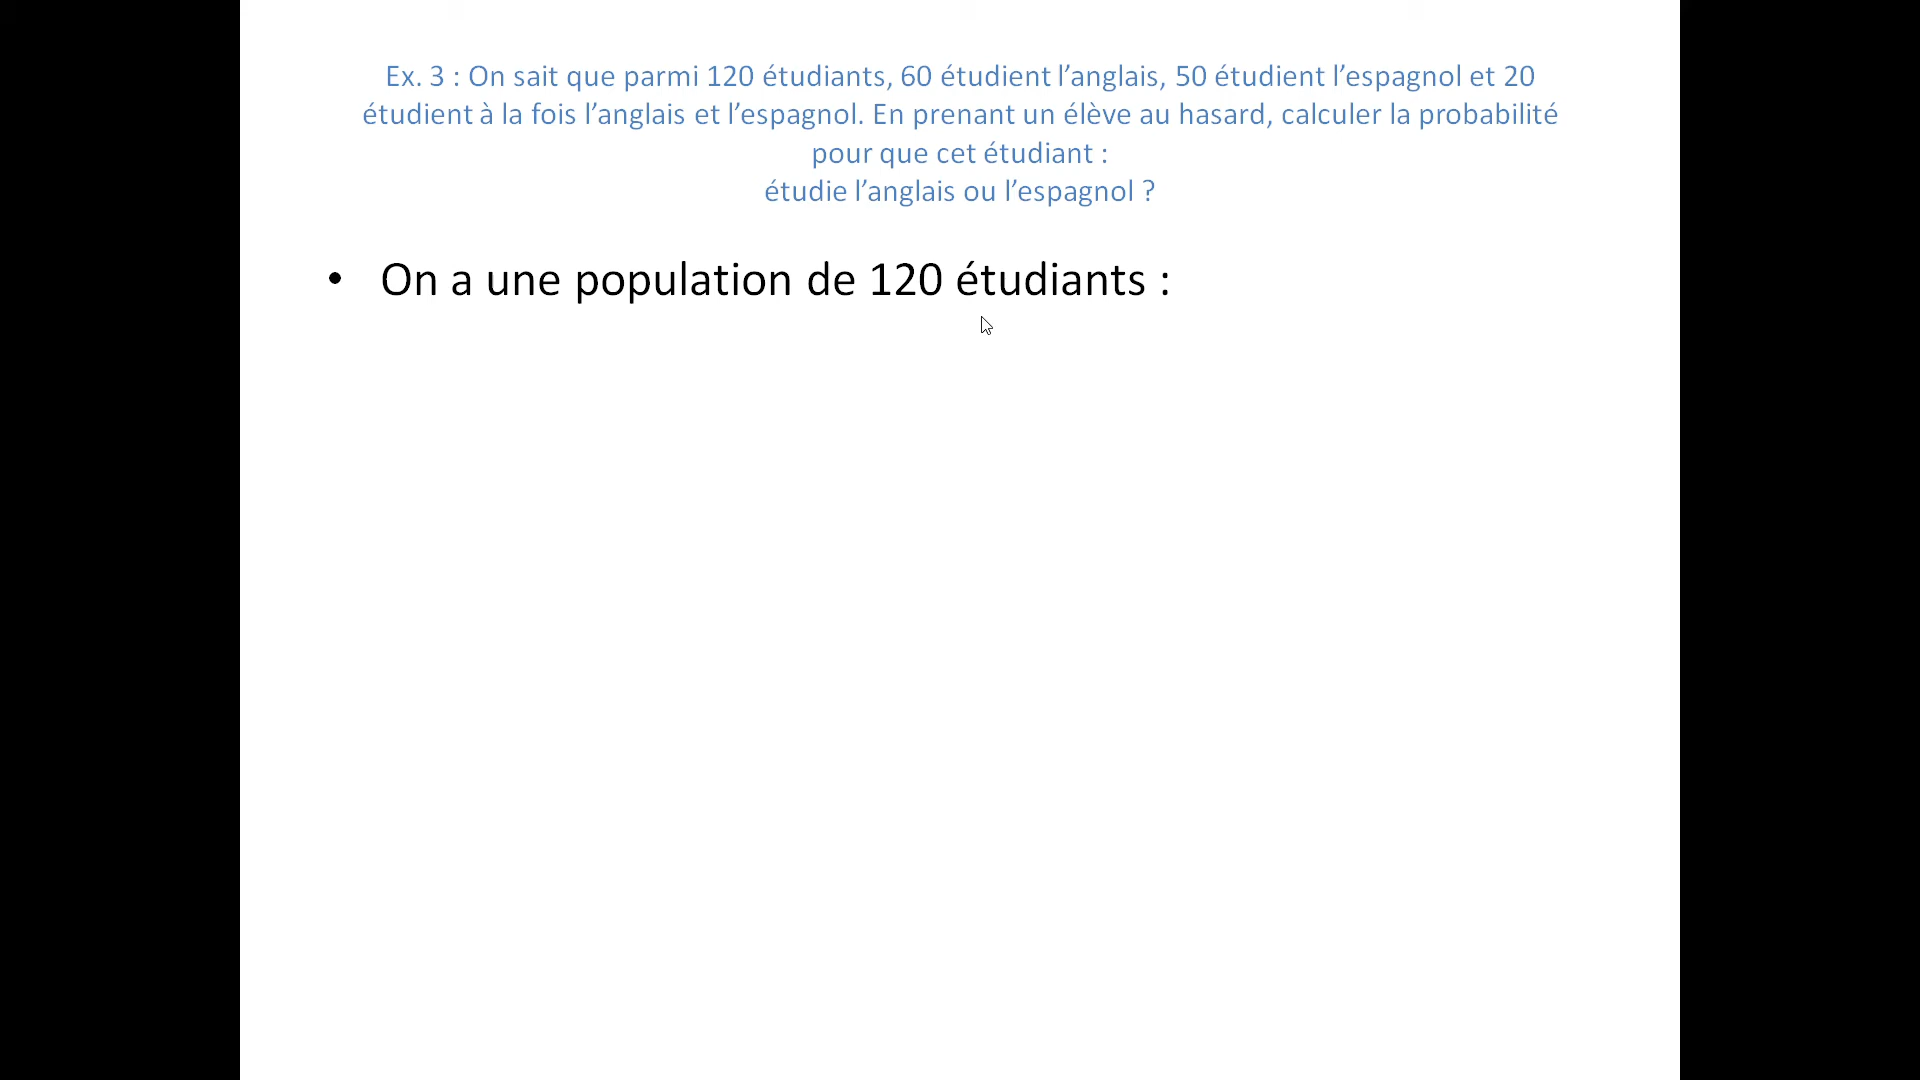 Ex. 3 : On sait que parmi 120 étudiants, 60 étudient l’anglais, 50 étudient l’espagnol et 20
étudient à la fois l’anglais et l’espagnol. En prenant un élève au hasard, calculer la probabilité
pour que cet étudiant :
étudie l’anglais ou l’espagnol ?
• On a une population de 120 étudiants :